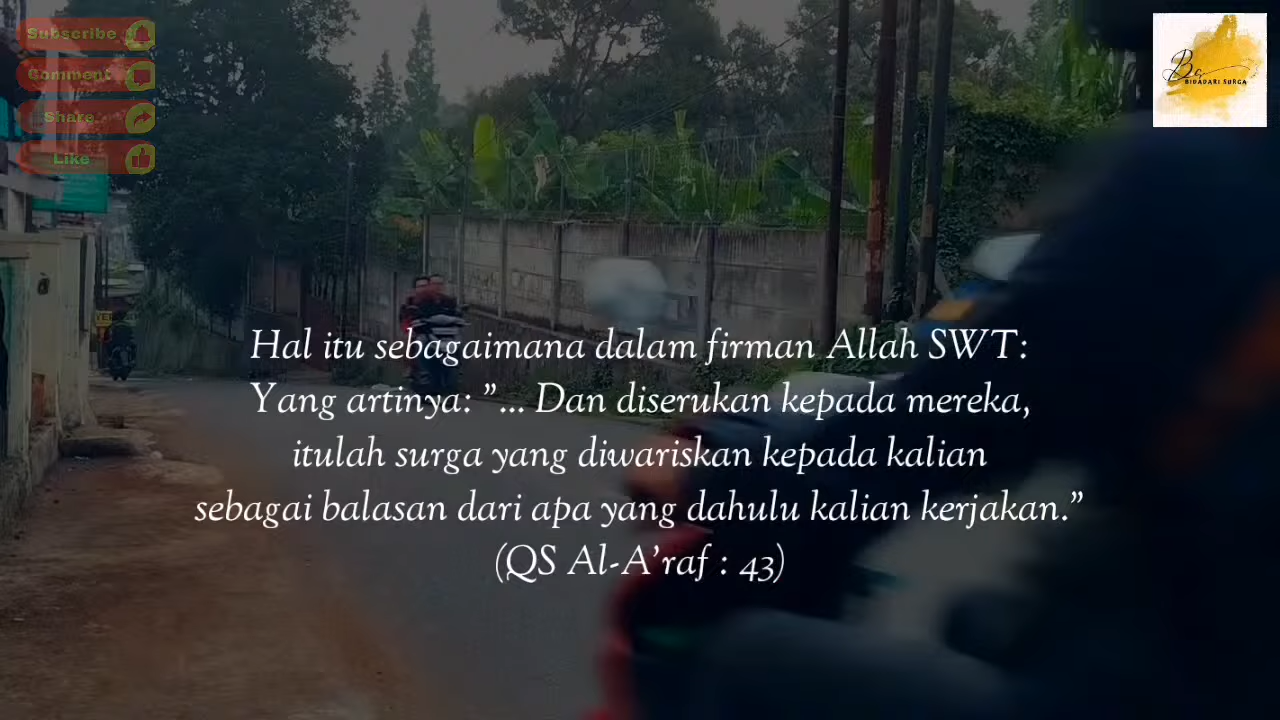 Subscribe
Comment
Share
Like
Bs
BIDADARI SURGA
Hal itu sebagaimana dalam firman Allah SWT:
Yang artinya: ”... Dan diserukan kepada mereka,
itulah surga yang diwariskan kepada kalian
sebagai balasan dari apa yang dahulu kalian kerjakan.”
(QS Al-A’raf : 43)